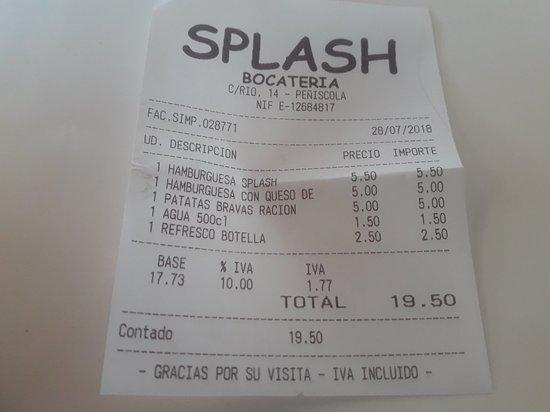 SPLASH
BOCATERIA
C/RIO, 14 - PEÑISCOLA
NIF E-12684817
FAC.SIMP.028771 28/07/2018
UD. DESCRIPCION PRECIO IMPORTE
1 HAMBURGUESA SPLASH 5.50 5.50
1 HAMBURGUESA CON QUESO DE 5.00 5.00
1 PATATAS BRAVAS RACION 5.00 5.00
1 AGUA 500cl 1.50 1.50
1 REFRESCO BOTELLA 2.50 2.50
BASE % IVA IVA
17.73 10.00 1.77
TOTAL 19.50
Contado 19.50
- GRACIAS POR SU VISITA - IVA INCLUIDO -